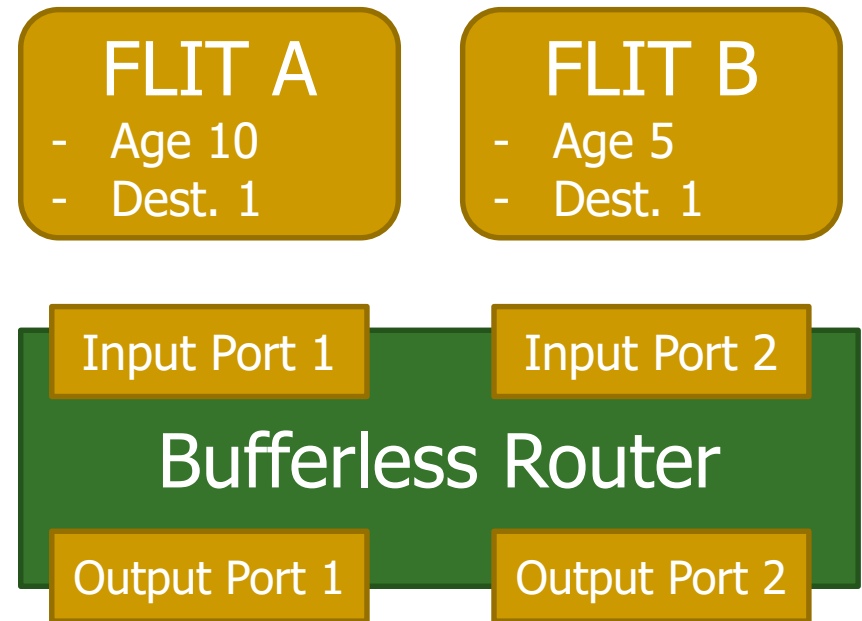 FLIT A
- Age 10
- Dest. 1
FLIT B
- Age 5
- Dest. 1
Input Port 1
Input Port 2
Bufferless Router
Output Port 1
Output Port 2